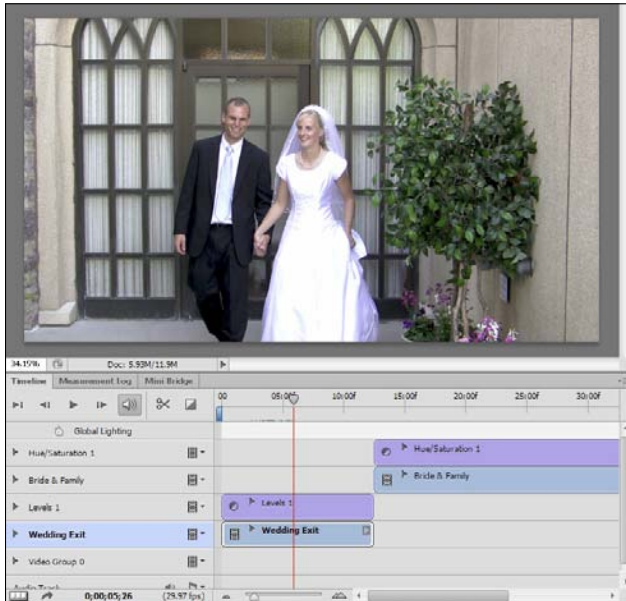 34.15%
Doc: 5.93M/11.9M
Timeline Measurement Log Mini Bridge
00 05:00f 10:00f 15:00f 20:00f 25:00f 30:00f
Global Lighting
Hue/Saturation 1 Hue/Saturation 1
Bride & Family Bride & Family
Levels 1 Levels 1
Wedding Exit Wedding Exit
Video Group 0
Audio Track
0;00;05;26 (29.97 fps)